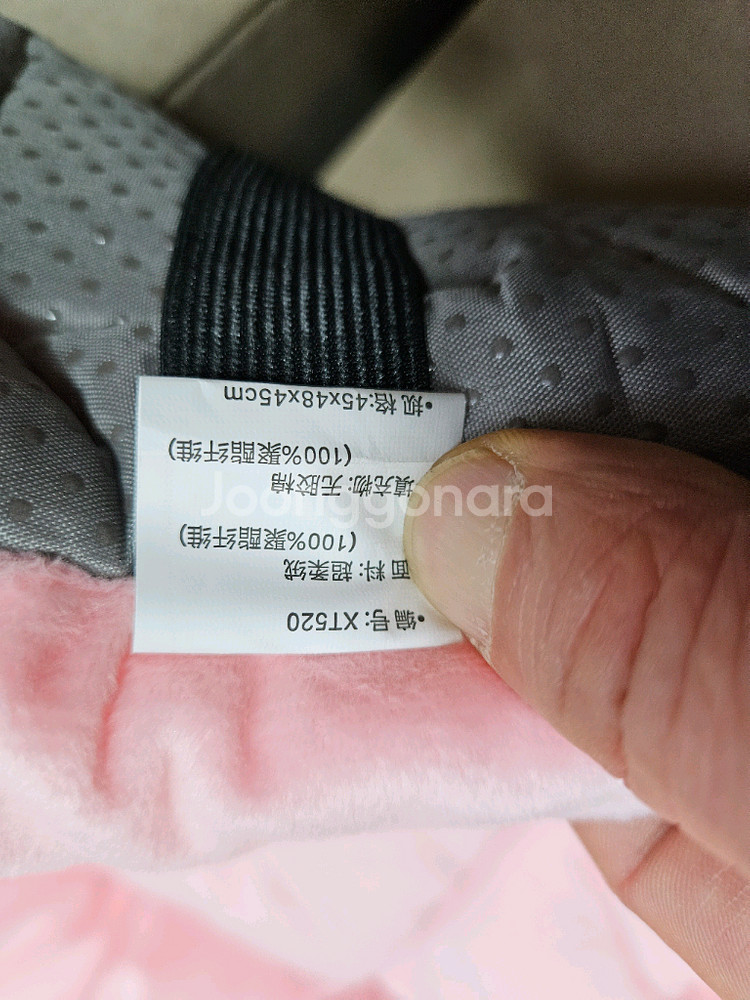 •编号:XT520
面料:超柔绒
(100%聚酯纤维)
填充物:无胶棉
(100%聚酯纤维)
•规格:45x48x45cm
Joonggonara